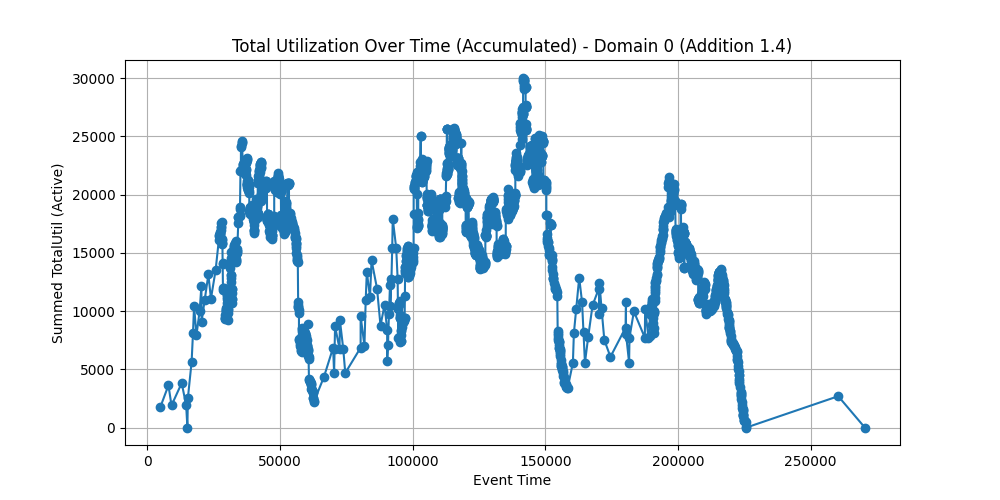 Total Utilization Over Time (Accumulated) - Domain 0 (Addition 1.4)
30000
25000
20000
15000
10000
5000
0
Summed TotalUtil (Active)
0 50000 100000 150000 200000 250000
Event Time